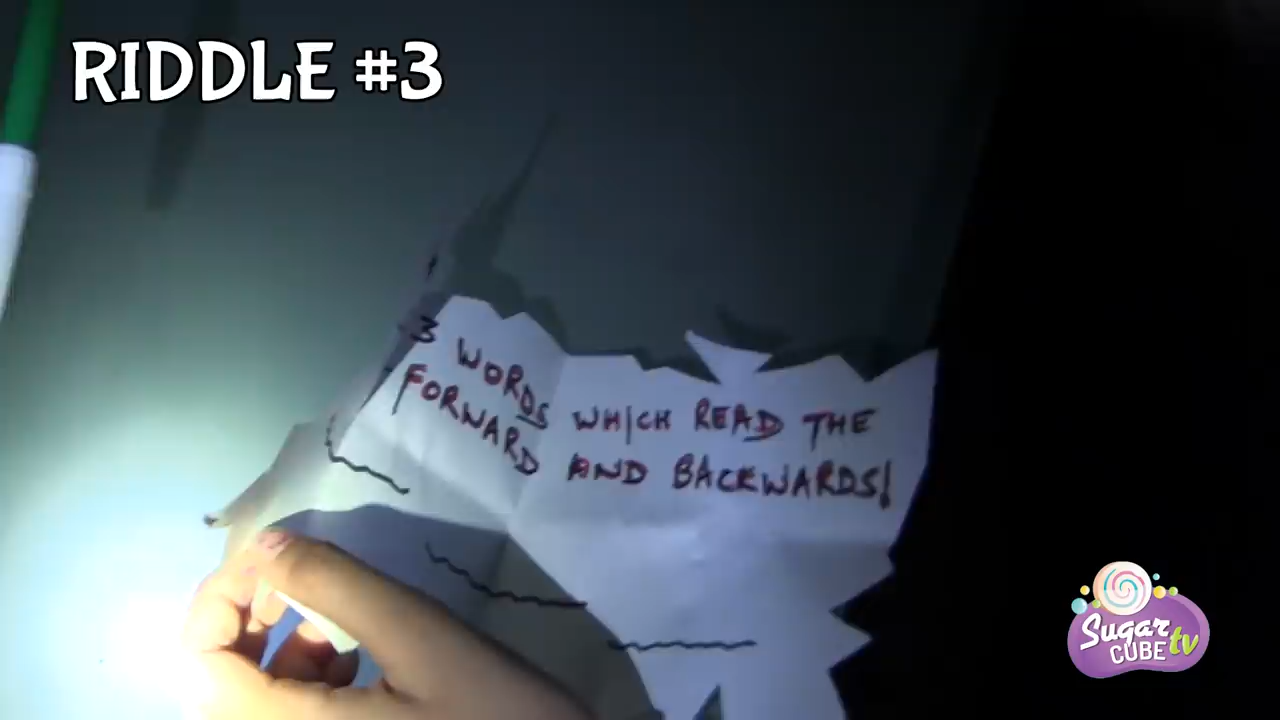 RIDDLE #3
3 WORDS WHICH READ THE
FORWARD AND BACKWARDS!
Sugar
CUBE tv